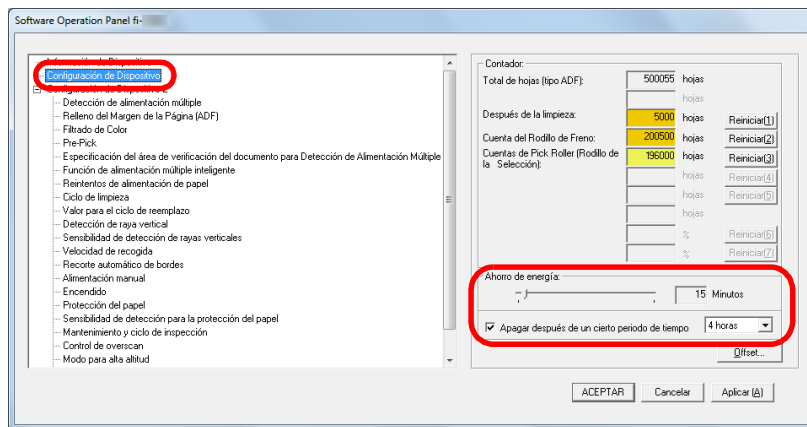 Software Operation Panel fi-
Configuración de Dispositivo
Detección de alimentación múltiple
Relleno del Margen de la Página (ADF)
Filtrado de Color
Pre-Pick
Especificación del área de verificación del documento para Detección de Alimentación Múltiple
Función de alimentación múltiple inteligente
Reintentos de alimentación de papel
Ciclo de limpieza
Valor para el ciclo de reemplazo
Detección de raya vertical
Sensibilidad de detección de rayas verticales
Velocidad de recogida
Recorte automático de bordes
Alimentación manual
Encendido
Protección del papel
Sensibilidad de detección para la protección del papel
Mantenimiento y ciclo de inspección
Control de overscan
Modo para alta altitud
Contador:
Total de hojas (tipo ADF): 500055 hojas
hojas
Después de la limpieza: 5000 hojas Reiniciar(1)
Cuenta del Rodillo de Freno: 200500 hojas Reiniciar(2)
Cuentas de Pick Roller (Rodillo de 196000 hojas Reiniciar(3)
la Selección):
hojas Reiniciar(4)
hojas Reiniciar(5)
hojas
% Reiniciar(6)
% Reiniciar(7)
Ahorro de energía:
15 Minutos
Apagar después de un cierto periodo de tiempo 4 horas
Offset...
ACEPTAR Cancelar Aplicar (A)